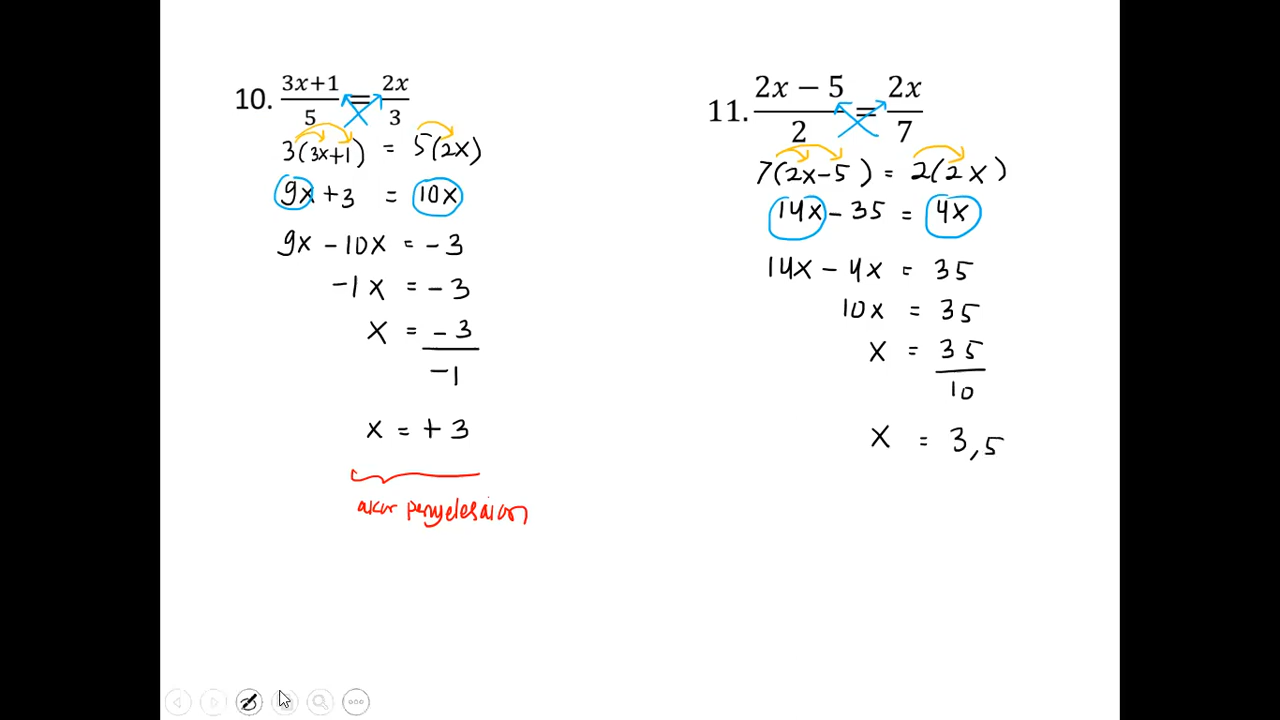 10. (3x+1)/5 = 2x/3
3(3x+1) = 5(2x)
9x + 3 = 10x
9x - 10x = - 3
-1x = - 3
x = - 3
-1
x = + 3
akar penyelesaian
11. (2x − 5)/2 = 2x/7
7(2x-5) = 2(2x)
14x - 35 = 4x
14x - 4x = 35
10x = 35
x = 35
10
x = 3,5